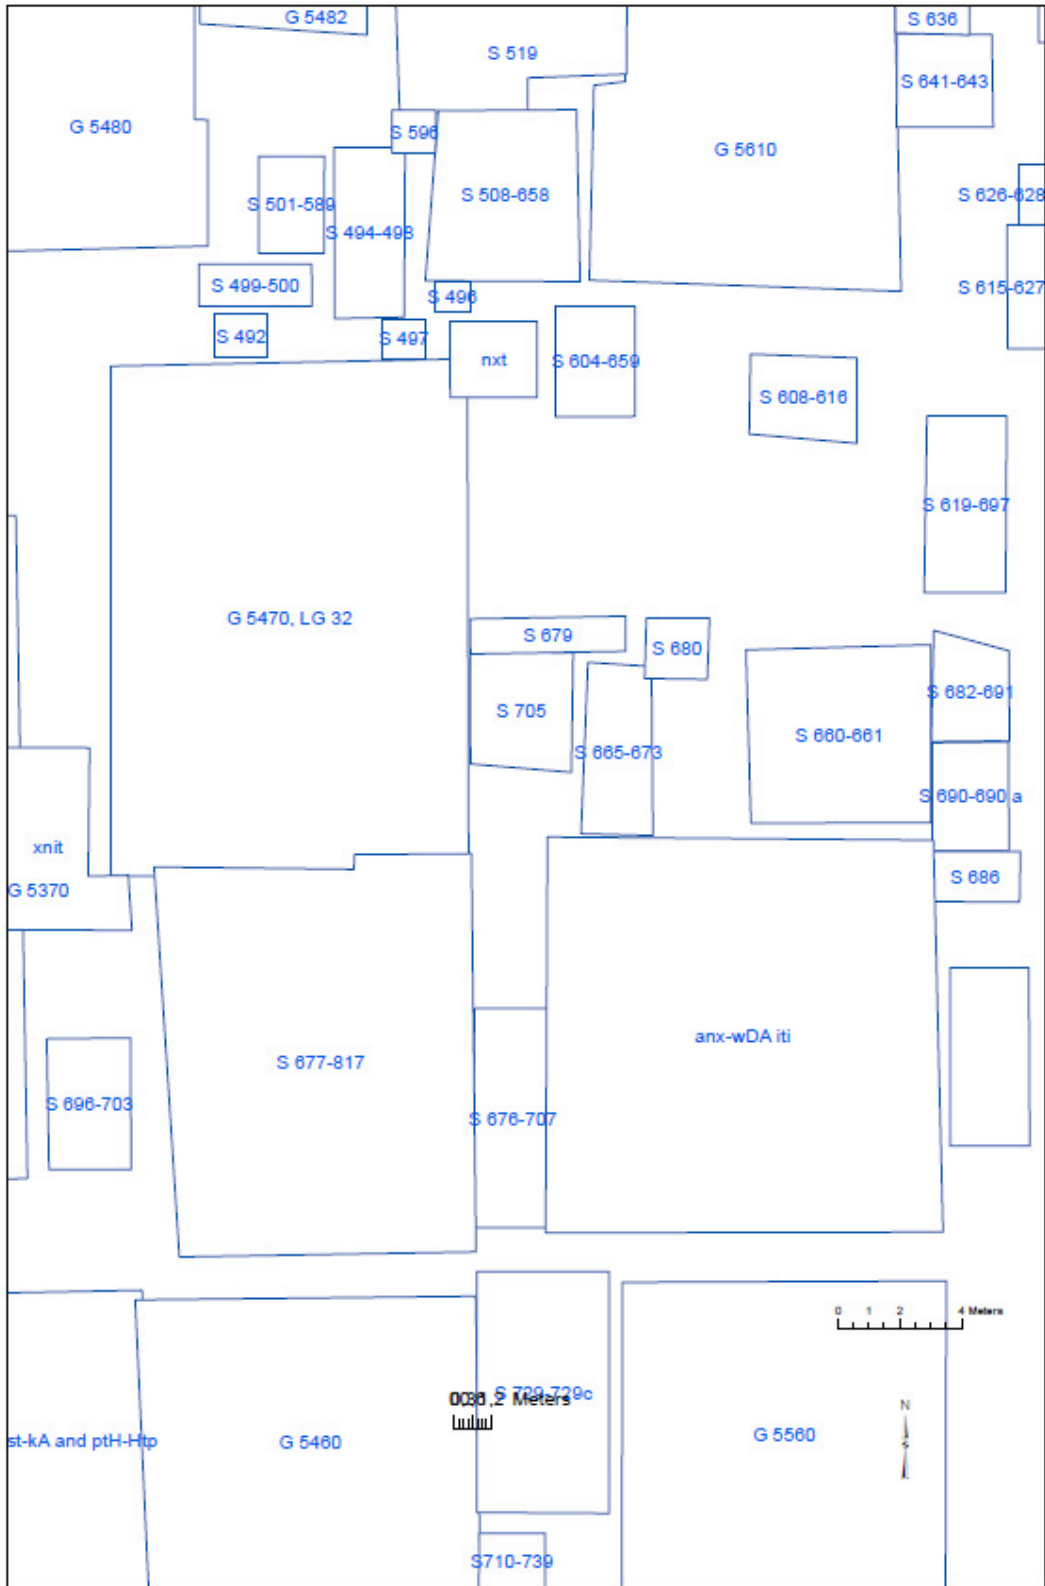 G 5482
S 636
S 519
S 641-643
G 5480
S 596
G 5610
S 501-589
S 494-498
S 508-658
S 626-628
S 499-500
S 496
S 615-627
S 492
S 497
nxt
S 604-659
S 608-616
S 619-697
G 5470, LG 32
S 679
S 680
S 682-691
S 705
S 665-673
S 660-661
S 690-690 a
xnit
G 5370
S 686
S 677-817
anx-wDA iti
S 696-703
S 676-707
0 1 2 4 Meters
S 729-729c
Meters
N
st-kA and ptH-Htp
G 5460
G 5560
S710-739